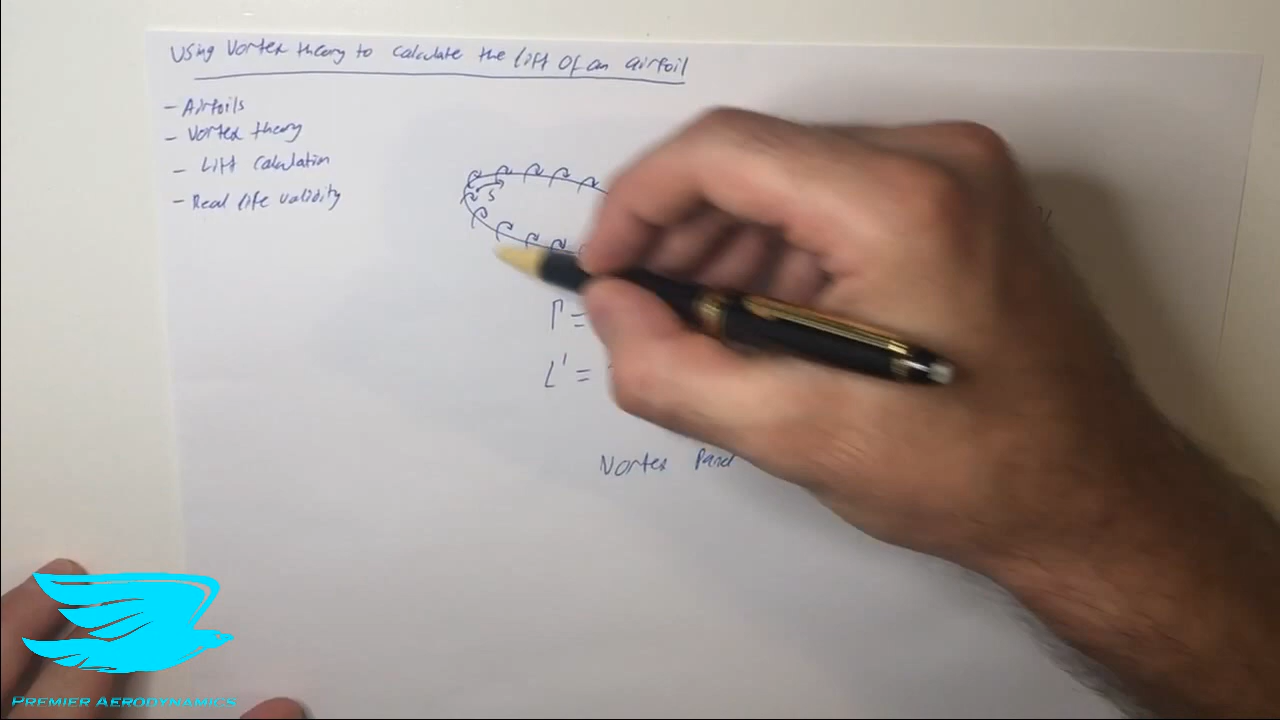 Using Vortex theory to calculate the lift of an airfoil
- Airfoils
- Vortex theory
- Lift Calculation
- Real life validity
s
Γ =
L' =
Vortex Panel
PREMIER AERODYNAMICS